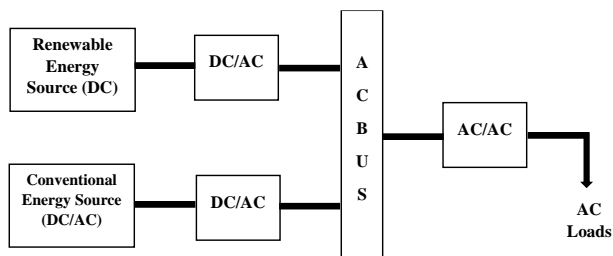 Renewable
Energy
Source (DC)
DC/AC
Conventional
Energy Source
(DC/AC)
DC/AC
A
C
B
U
S
AC/AC
AC
Loads